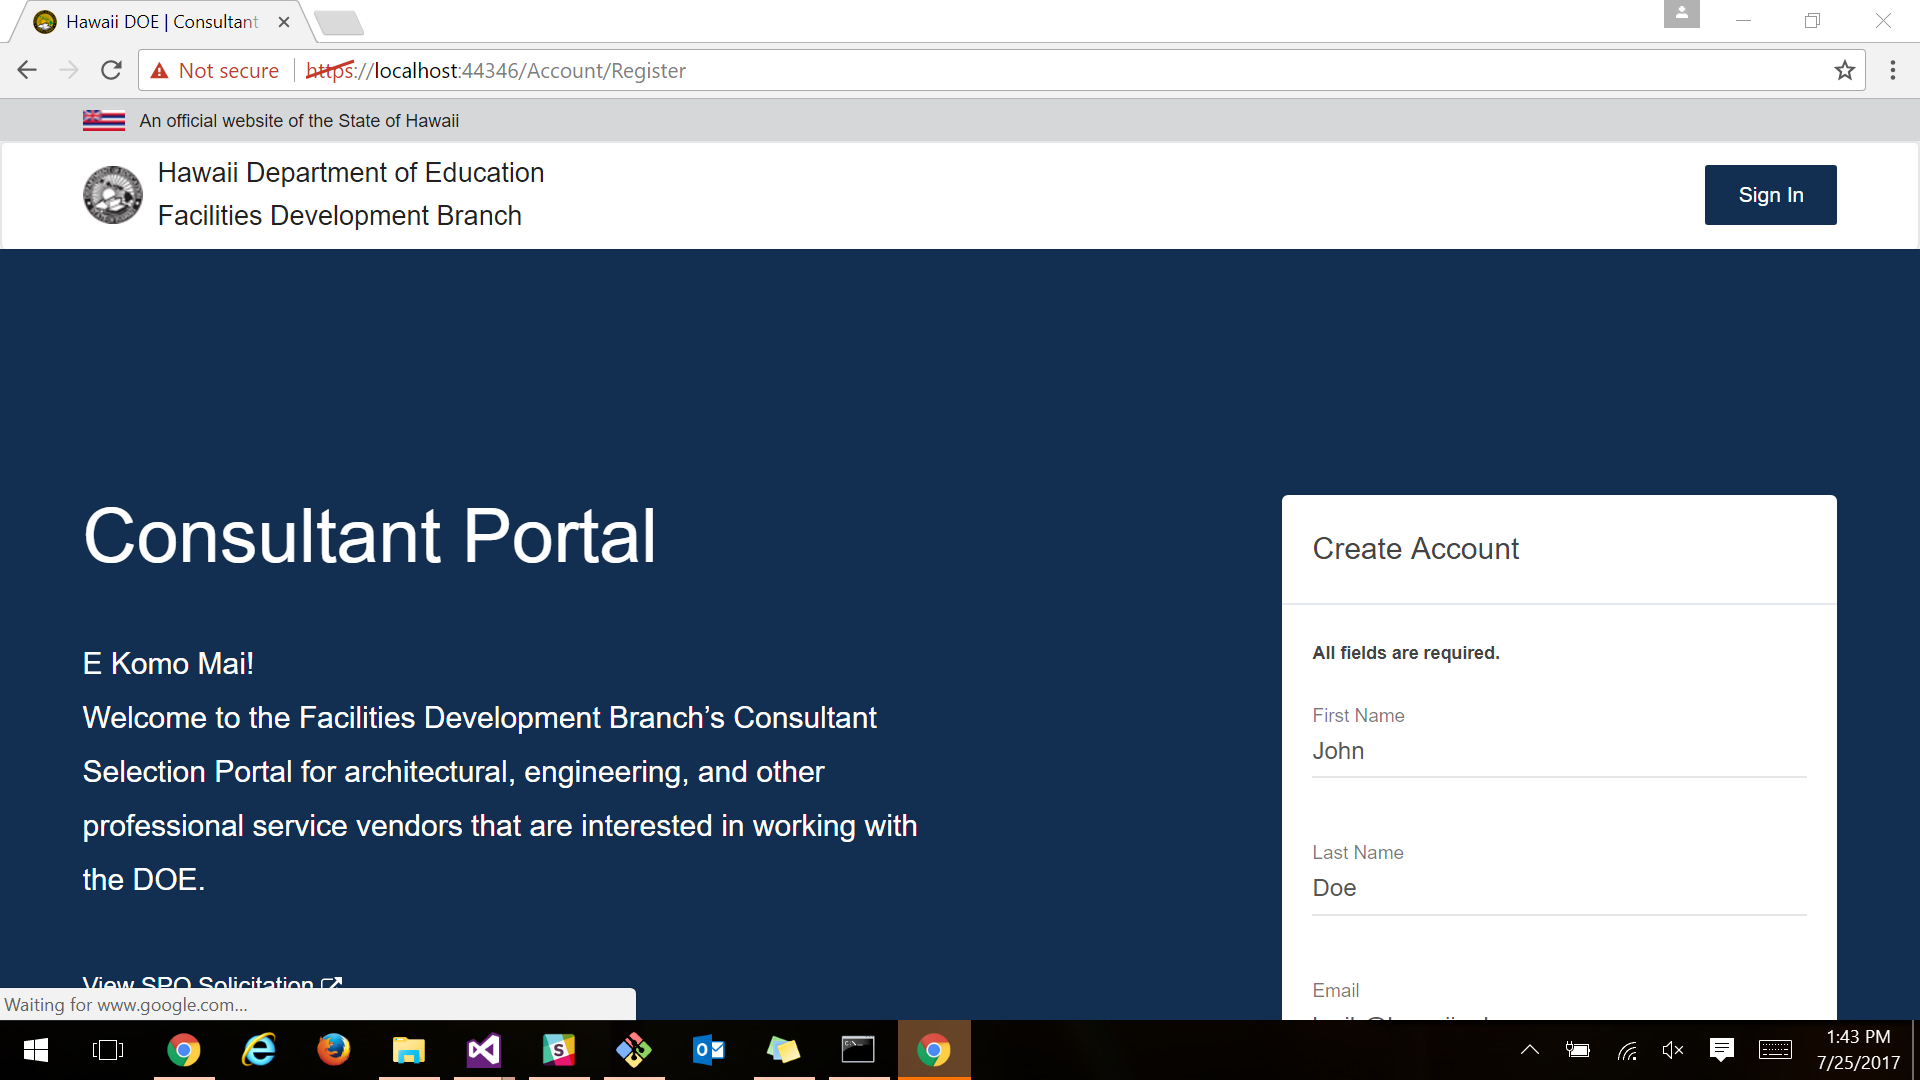 Hawaii DOE | Consultant
Not secure
https://localhost:44346/Account/Register
An official website of the State of Hawaii
Hawaii Department of Education
Facilities Development Branch
Sign In
Consultant Portal
E Komo Mai!
Welcome to the Facilities Development Branch’s Consultant
Selection Portal for architectural, engineering, and other
professional service vendors that are interested in working with
the DOE.
View SPO Solicitation
Create Account
All fields are required.
First Name
John
Last Name
Doe
Email
Waiting for www.google.com...
1:43 PM
7/25/2017